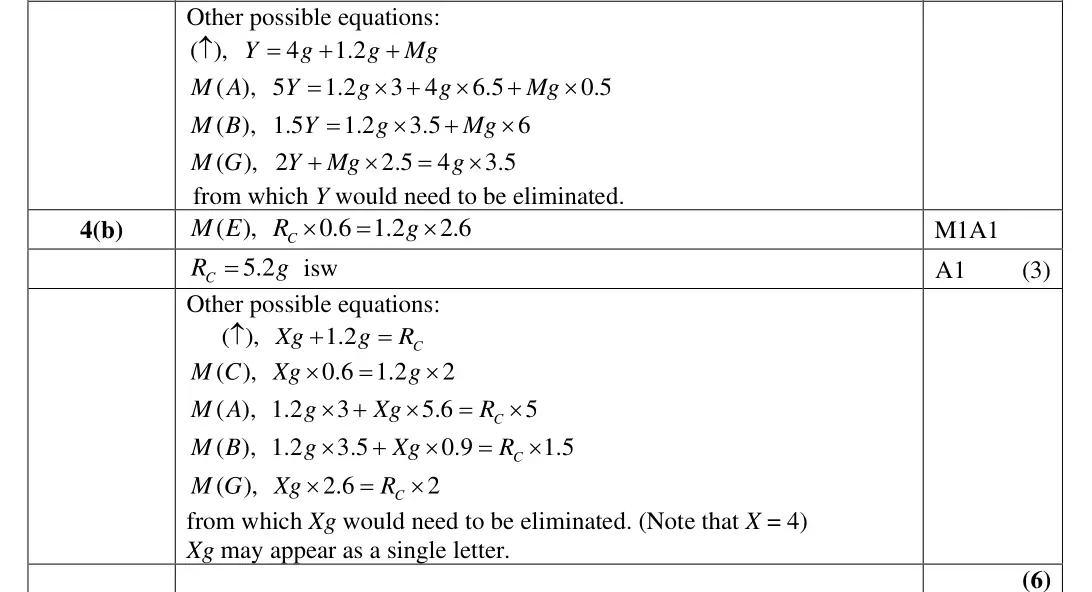 Other possible equations:
(↑), Y = 4g + 1.2g + Mg
M(A), 5Y = 1.2g × 3 + 4g × 6.5 + Mg × 0.5
M(B), 1.5Y = 1.2g × 3.5 + Mg × 6
M(G), 2Y + Mg × 2.5 = 4g × 3.5
from which Y would need to be eliminated.
4(b) M(E), R_C × 0.6 = 1.2g × 2.6 M1A1
R_C = 5.2g isw A1 (3)
Other possible equations:
(↑), Xg + 1.2g = R_C
M(C), Xg × 0.6 = 1.2g × 2
M(A), 1.2g × 3 + Xg × 5.6 = R_C × 5
M(B), 1.2g × 3.5 + Xg × 0.9 = R_C × 1.5
M(G), Xg × 2.6 = R_C × 2
from which Xg would need to be eliminated. (Note that X = 4)
Xg may appear as a single letter.
(6)